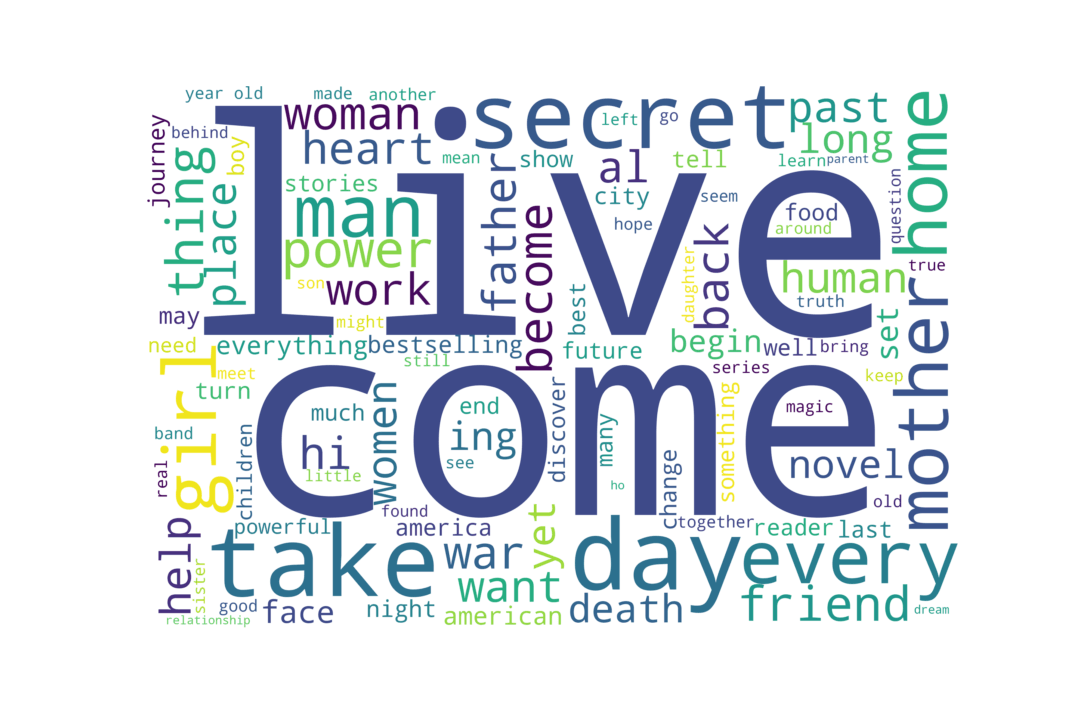 year old
made
another
live
woman
secret
left
go
past
home
journey
behind
boy
thing
heart
mean
show
al
tell
long
learn
parent
question
place
stories
man
father
become
city
seem
hope
food
around
human
power
son
work
back
daughter
true
truth
mother
may
might
best
need
everything
bestselling
still
future
begin
well
bring
set
meet
girl
turn
series
keep
come
much
women
end
discover
many
something
magic
band
real
children
hi
little
ing
see
ho
change
novel
old
found
help
powerful
america
together
reader
last
take
war
yet
day
every
sister
want
good
face
night
american
death
friend
dream
relationship